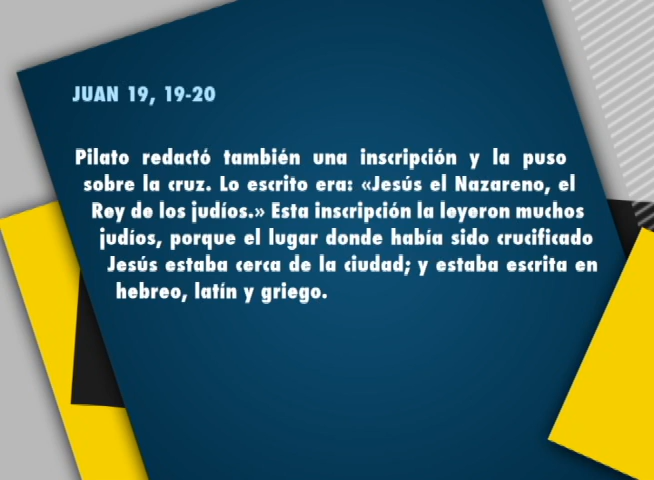 JUAN 19, 19-20
Pilato redactó también una inscripción y la puso
sobre la cruz. Lo escrito era: «Jesús el Nazareno, el
Rey de los judíos.» Esta inscripción la leyeron muchos
judíos, porque el lugar donde había sido crucificado
Jesús estaba cerca de la ciudad; y estaba escrita en
hebreo, latín y griego.